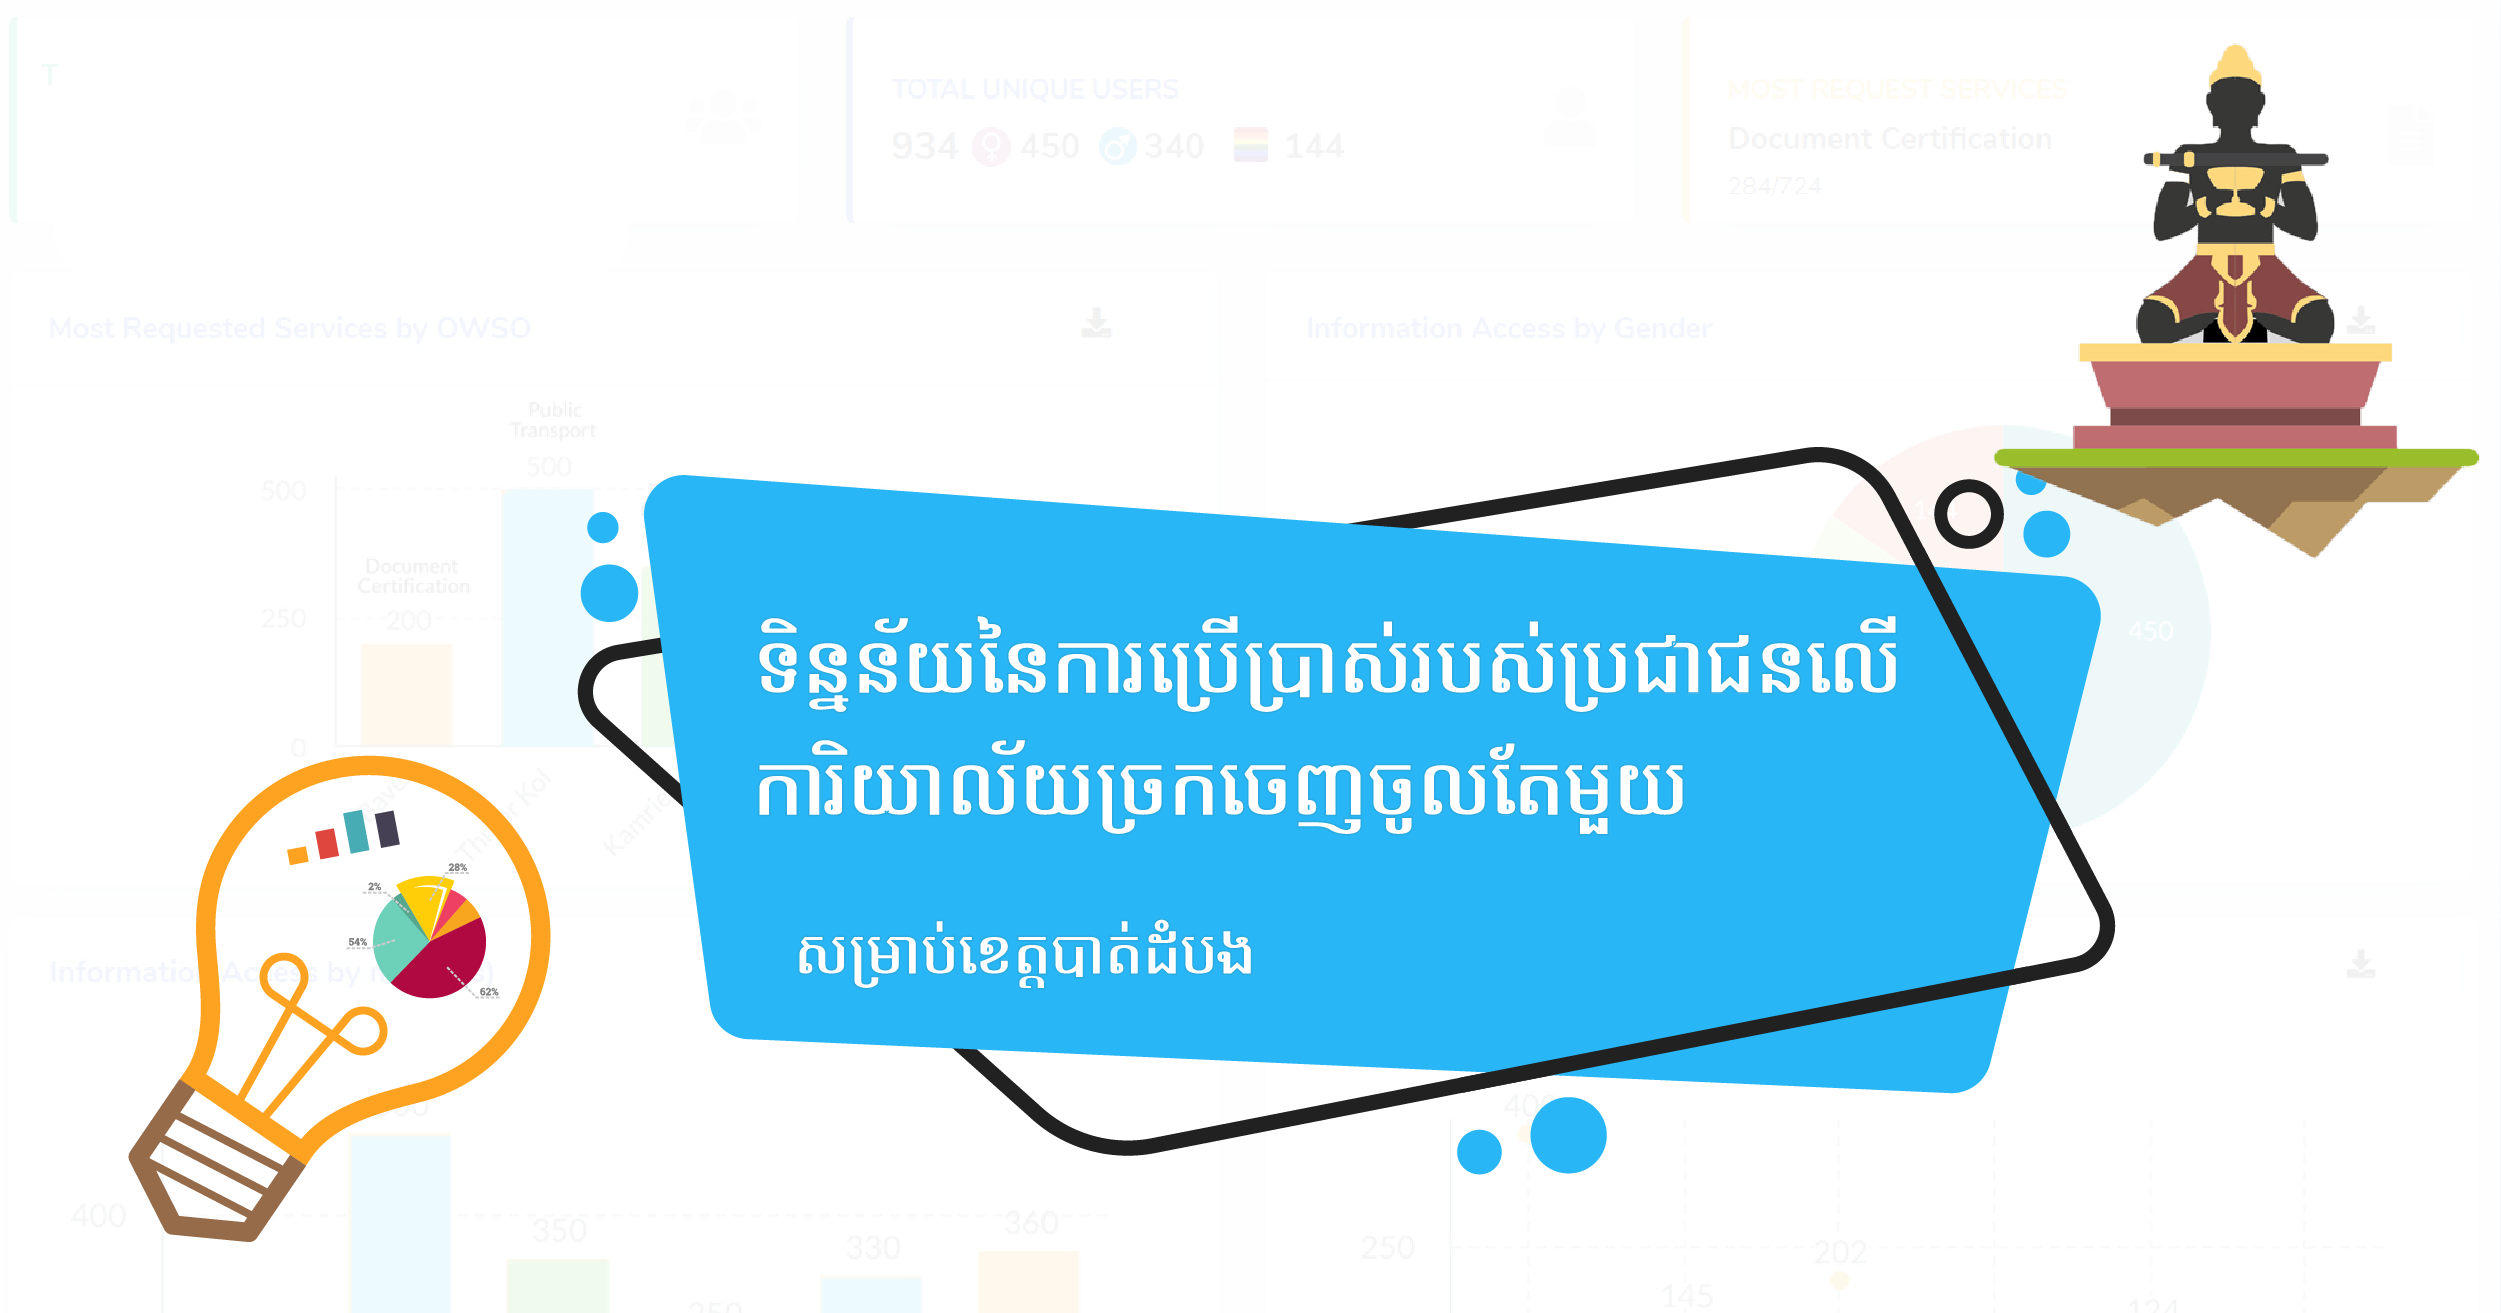 T
TOTAL UNIQUE USERS
934 450 340 144
MOST REQUEST SERVICES
Document Certification
284/724
Most Requested Services by OWSO
Information Access by Gender
Public
Transport
500
500
Document
Certification
200
250
0
450
ទិន្នន័យនៃការប្រើប្រាស់របស់ប្រជាជនលើ
ការិយាល័យច្រកចេញចូលតែមួយ
សម្រាប់ខេត្តបាត់ដំបង
Kol
28%
2%
54%
62%
Information Access by
400
400
350
330
360
250
202
145
124